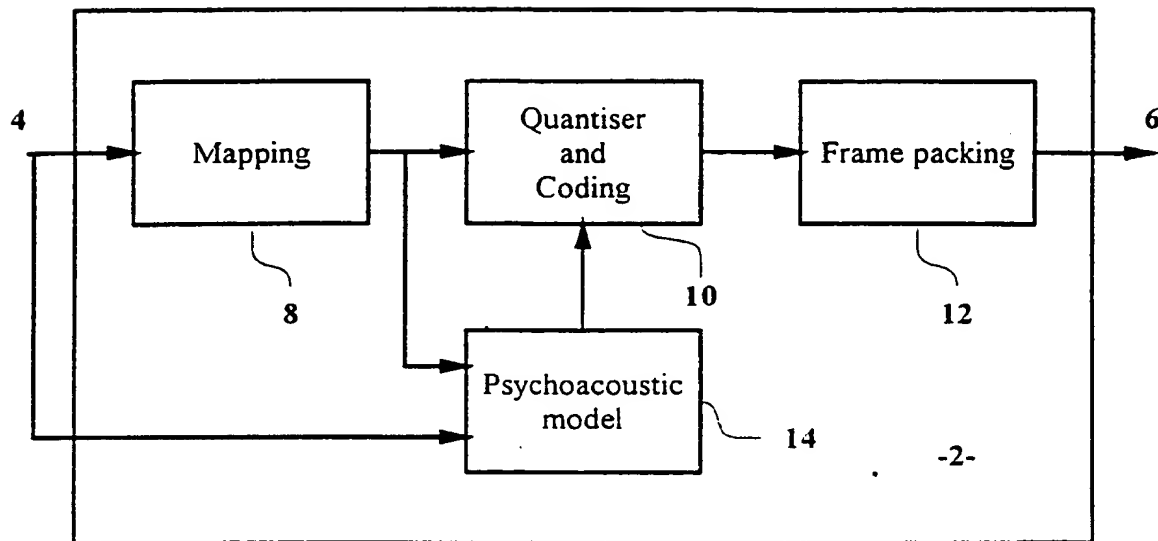 4
Mapping
8
Quantiser
and
Coding
10
Frame packing
12
6
Psychoacoustic
model
14
-2-